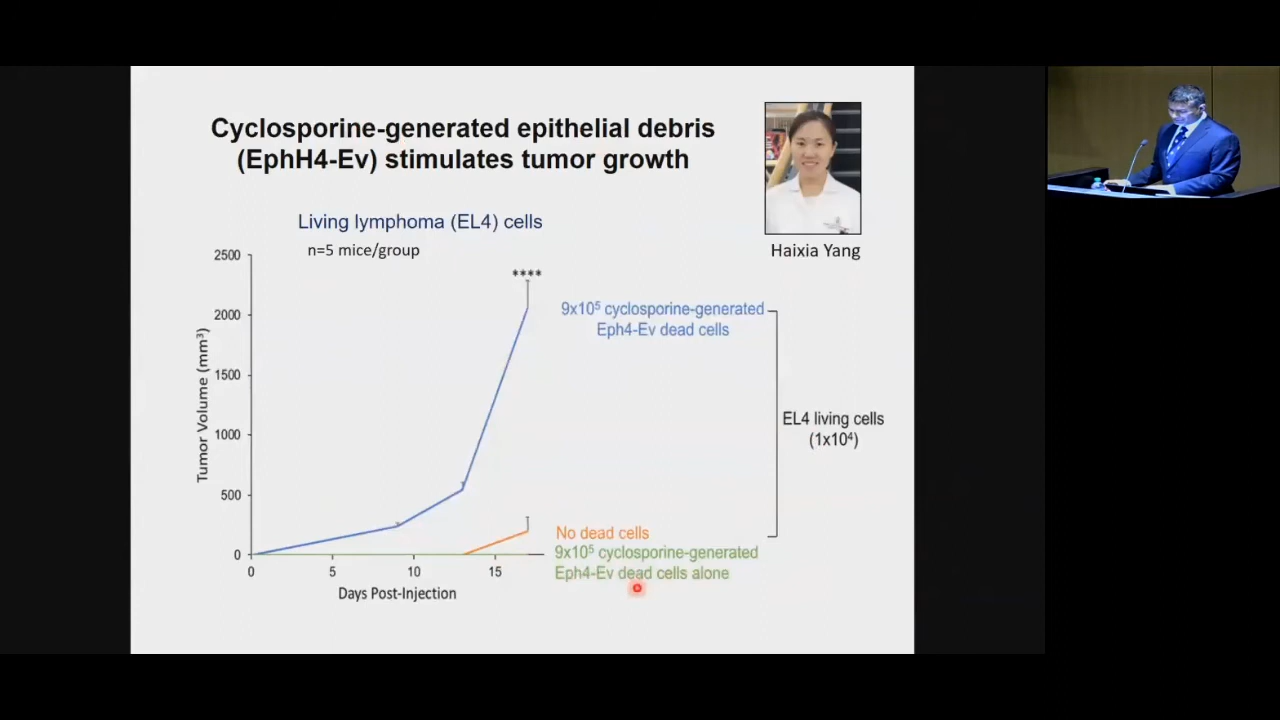 Cyclosporine-generated epithelial debris
(EphH4-Ev) stimulates tumor growth
Haixia Yang
Living lymphoma (EL4) cells
n=5 mice/group
Tumor Volume (mm³)
2500
2000
1500
1000
500
0
****
9x10⁵ cyclosporine-generated
Eph4-Ev dead cells
EL4 living cells
(1x10⁴)
No dead cells
9x10⁵ cyclosporine-generated
Eph4-Ev dead cells alone
0 5 10 15
Days Post-Injection